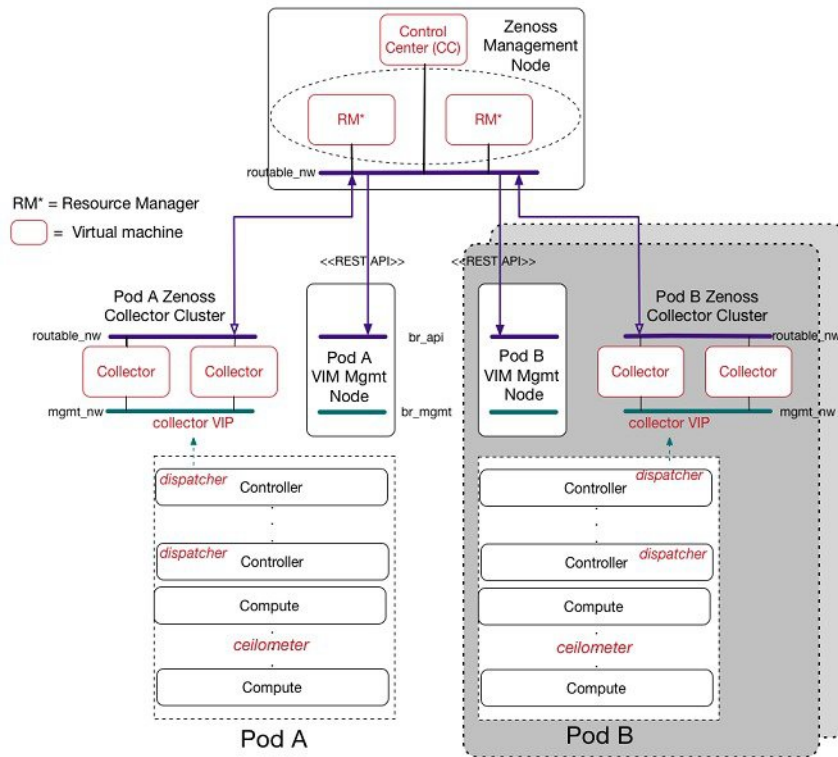 Control
Center (CC)
Zenoss
Management
Node
RM*
RM*
routable_nw
RM* = Resource Manager
= Virtual machine
<<REST API>>
<<REST API>>
Pod A Zenoss
Collector Cluster
routable_nw
Collector
Collector
mgmt_nw
collector VIP
br_api
Pod A
VIM Mgmt
Node
br_mgmt
Pod B
VIM Mgmt
Node
Pod B Zenoss
Collector Cluster
routable_nw
Collector
Collector
mgmt_nw
collector VIP
dispatcher
Controller
dispatcher
Controller
Compute
ceilometer
Compute
Pod A
dispatcher
Controller
dispatcher
Controller
Compute
ceilometer
Compute
Pod B